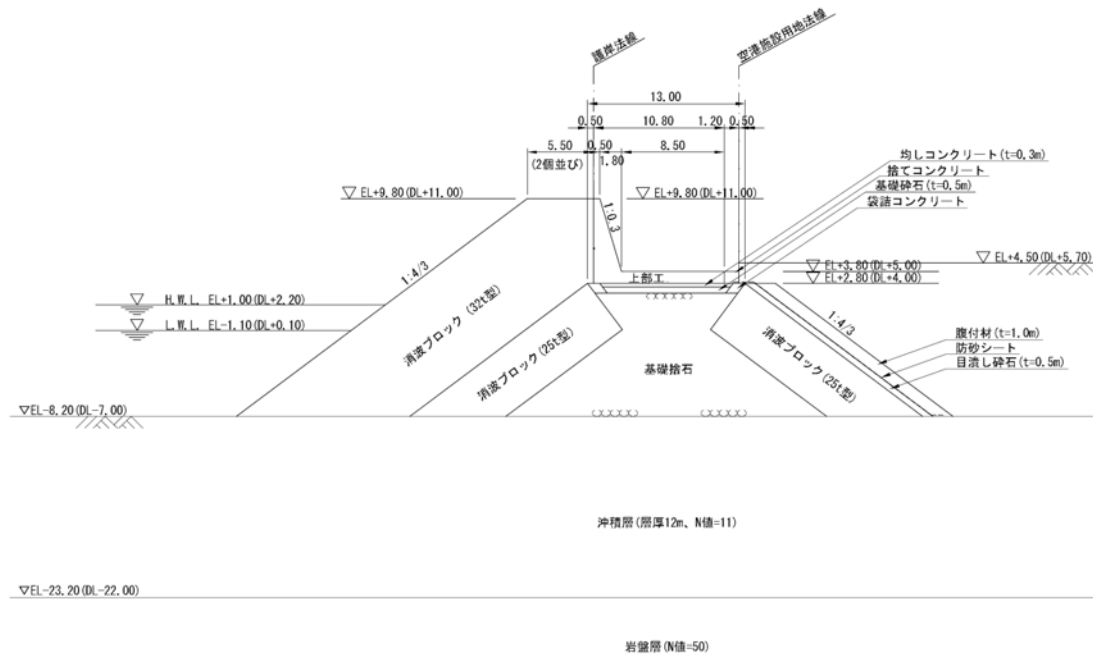 護岸法線
空港施設用地法線
13.00
0.50 10.80 1.20 0.50
5.50 0.50 8.50
(2個並び) 1.80
均しコンクリート(t=0.3m)
捨てコンクリート
基礎砕石(t=0.5m)
袋詰コンクリート
▽ EL+9.80(DL+11.00)
▽ EL+9.80(DL+11.00)
1:0.3
▽ EL+4.50(DL+5.70)
▽ EL+3.80(DL+5.00)
▽ EL+2.80(DL+4.00)
上部工
1:4/3
▽ H.W.L. EL+1.00(DL+2.20)
▽ L.W.L. EL-1.10(DL+0.10)
消波ブロック(32t型)
消波ブロック(25t型)
基礎捨石
消波ブロック(25t型)
1:4/3
腹付材(t=1.0m)
防砂シート
目潰し砕石(t=0.5m)
▽EL-8.20(DL-7.00)
沖積層(層厚12m、N値=11)
▽EL-23.20(DL-22.00)
岩盤層(N値=50)